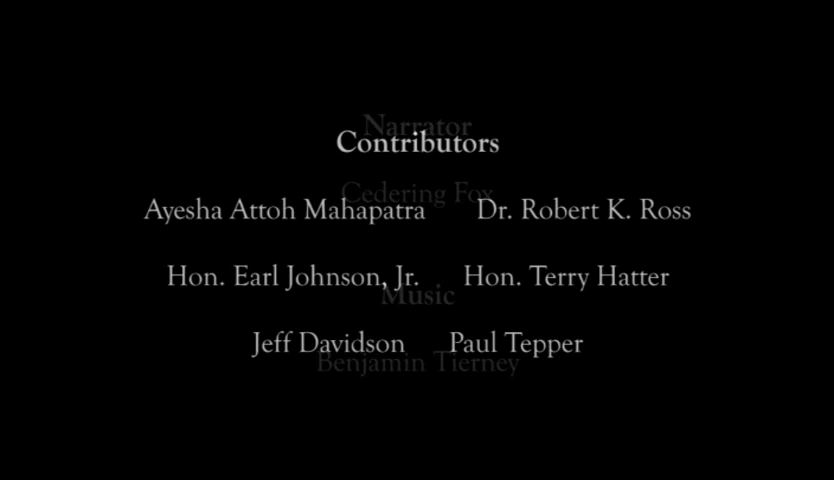 Narrator
Contributors
Cedering Fox
Ayesha Attoh Mahapatra Dr. Robert K. Ross
Hon. Earl Johnson, Jr. Hon. Terry Hatter
Music
Jeff Davidson Paul Tepper
Benjamin Tierney